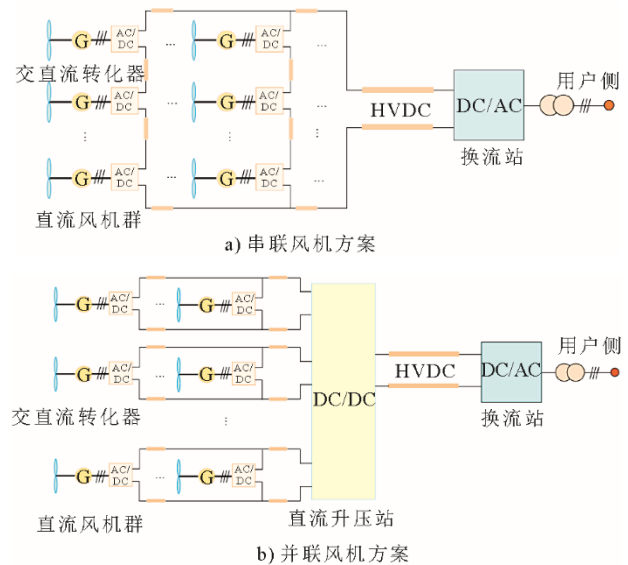 G AC/DC ... G AC/DC ...
交直流转化器
G AC/DC ... G AC/DC ... HVDC DC/AC 用户侧
换流站
⋮ ⋮
G AC/DC ... G AC/DC ...
直流风机群
a) 串联风机方案
G AC/DC ... G AC/DC
G AC/DC ... G AC/DC DC/DC HVDC DC/AC 用户侧
交直流转化器
换流站
⋮
G AC/DC ... G AC/DC
直流风机群
直流升压站
b) 并联风机方案